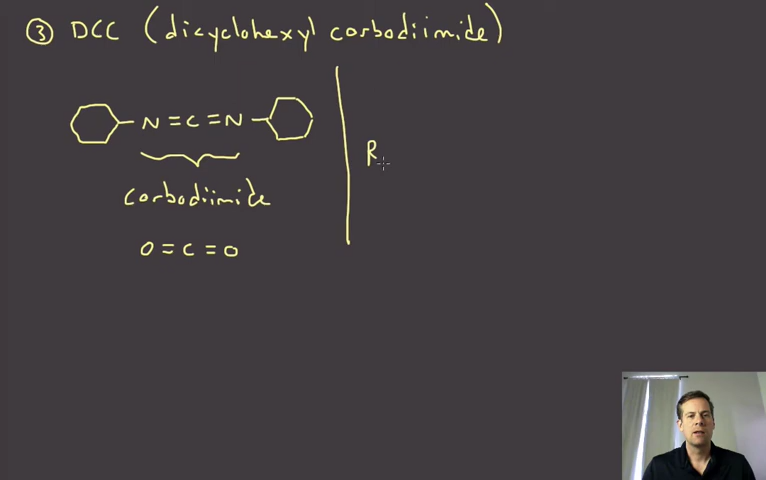 ③ DCC (dicyclohexyl carbodiimide)
N=C=N
carbodiimide
O=C=O
R